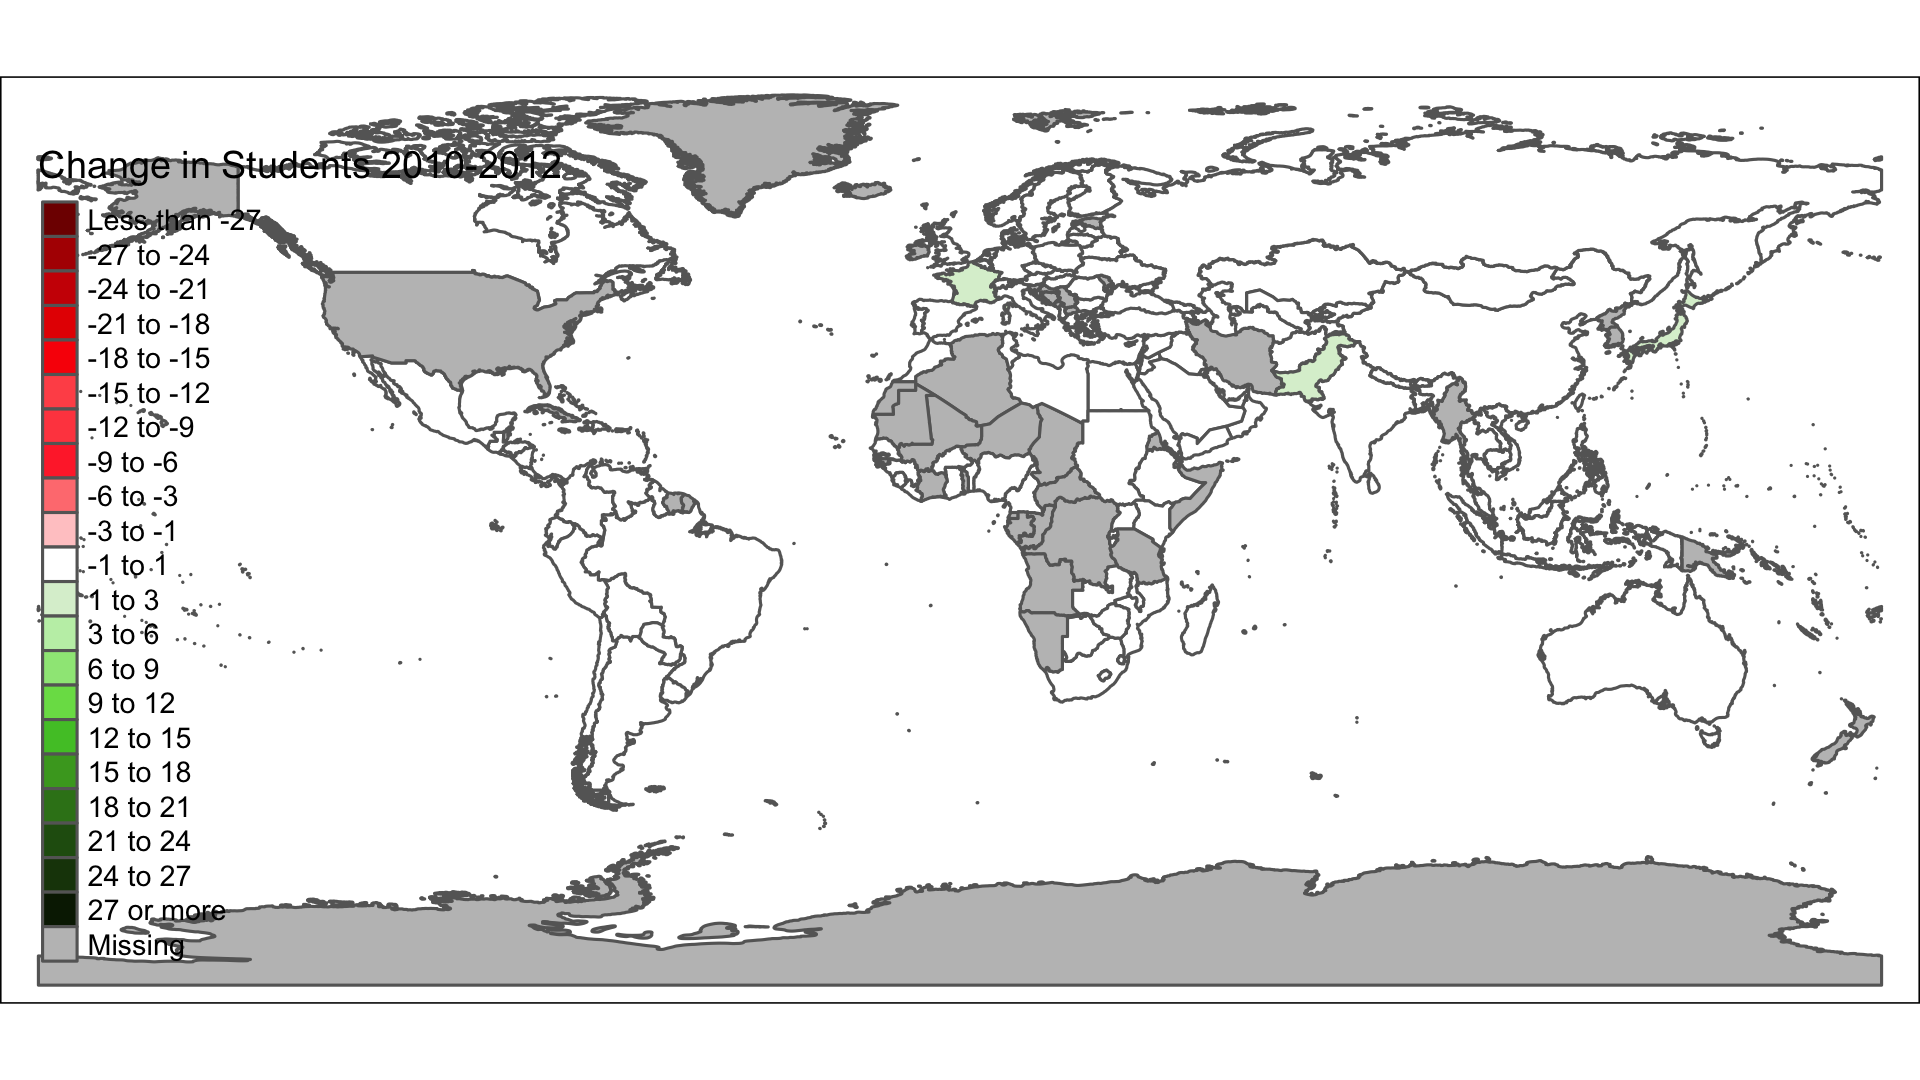 Change in Students 2010-2012
Less than -27
-27 to -24
-24 to -21
-21 to -18
-18 to -15
-15 to -12
-12 to -9
-9 to -6
-6 to -3
-3 to -1
-1 to 1
1 to 3
3 to 6
6 to 9
9 to 12
12 to 15
15 to 18
18 to 21
21 to 24
24 to 27
27 or more
Missing